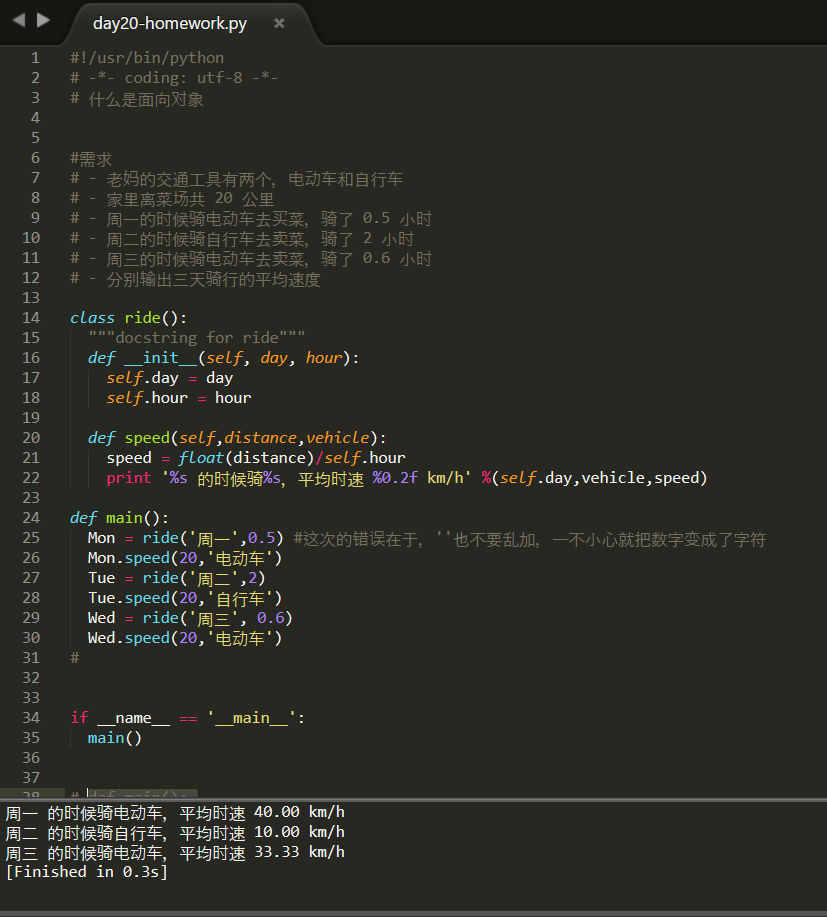 day20-homework.py ×
1 #!/usr/bin/python
2 # -*- coding: utf-8 -*-
3 # 什么是面向对象
4
5
6 #需求
7 # - 老妈的交通工具有两个, 电动车和自行车
8 # - 家里离菜场共 20 公里
9 # - 周一的时候骑电动车去买菜, 骑了 0.5 小时
10 # - 周二的时候骑自行车去卖菜, 骑了 2 小时
11 # - 周三的时候骑电动车去卖菜, 骑了 0.6 小时
12 # - 分别输出三天骑行的平均速度
13
14 class ride():
15 """docstring for ride"""
16 def __init__(self, day, hour):
17 self.day = day
18 self.hour = hour
19
20 def speed(self,distance,vehicle):
21 speed = float(distance)/self.hour
22 print '%s 的时候骑%s, 平均时速 %0.2f km/h' %(self.day,vehicle,speed)
23
24 def main():
25 Mon = ride('周一',0.5) #这次的错误在于, ''也不要乱加, 一不小心就把数字变成了字符
26 Mon.speed(20,'电动车')
27 Tue = ride('周二',2)
28 Tue.speed(20,'自行车')
29 Wed = ride('周三', 0.6)
30 Wed.speed(20,'电动车')
31 #
32
33
34 if __name__ == '__main__':
35 main()
36
37
38 # def main():
周一 的时候骑电动车, 平均时速 40.00 km/h
周二 的时候骑自行车, 平均时速 10.00 km/h
周三 的时候骑电动车, 平均时速 33.33 km/h
[Finished in 0.3s]